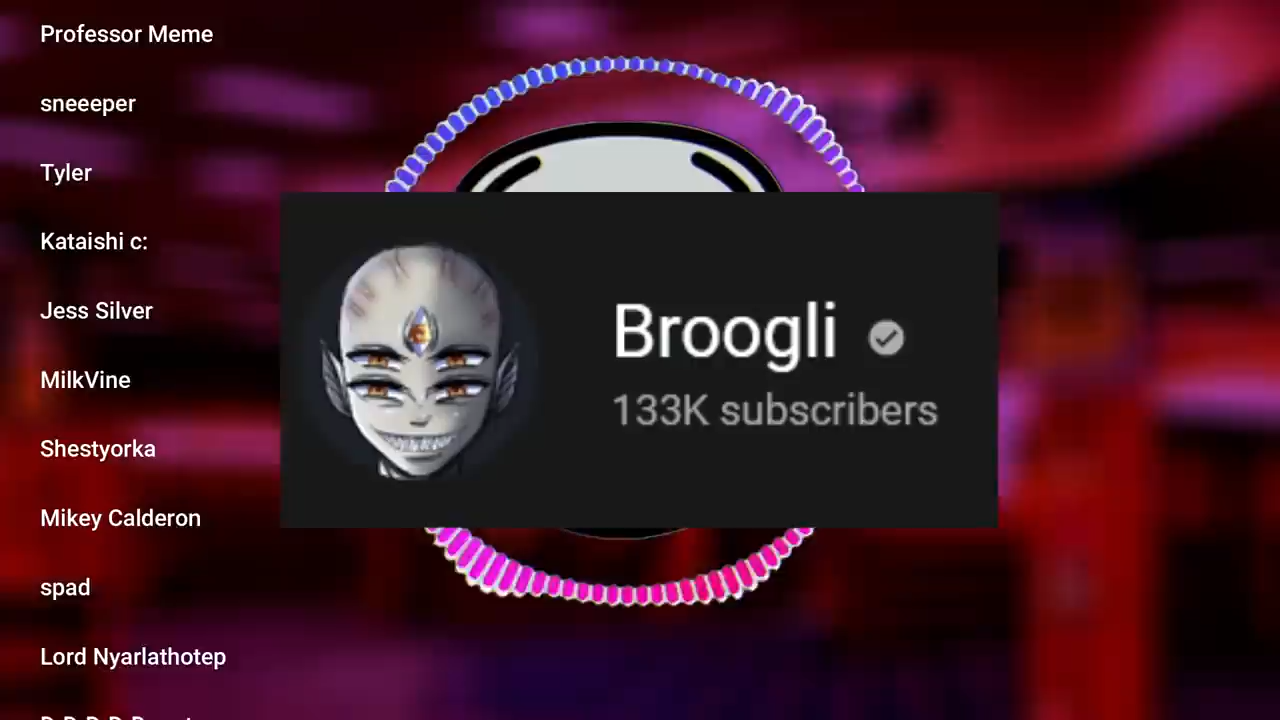 Professor Meme
sneeeper
Tyler
Kataishi c:
Jess Silver
MilkVine
Shestyorka
Mikey Calderon
spad
Lord Nyarlathotep
Broogli
133K subscribers